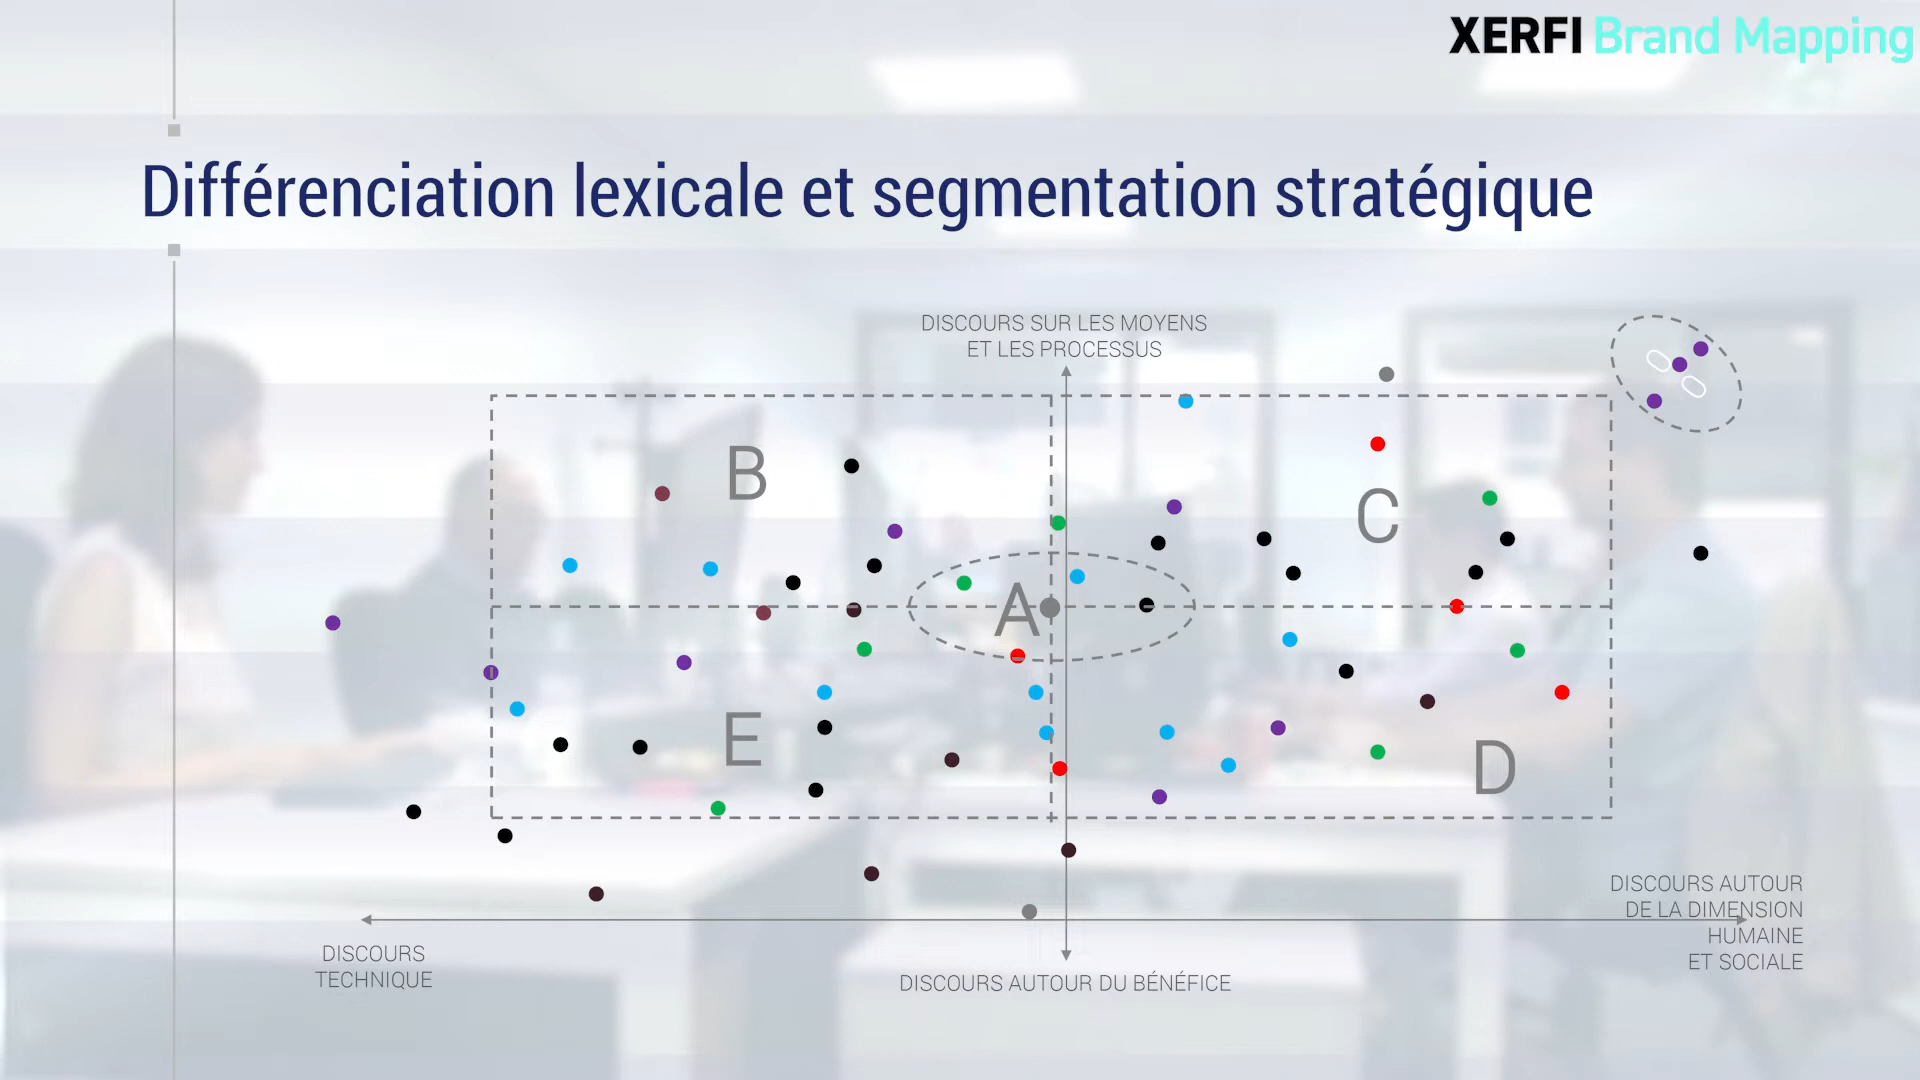 XERFI Brand Mapping
Différenciation lexicale et segmentation stratégique
DISCOURS SUR LES MOYENS
ET LES PROCESSUS
B
C
A
E
D
DISCOURS
TECHNIQUE
DISCOURS AUTOUR DU BÉNÉFICE
DISCOURS AUTOUR
DE LA DIMENSION
HUMAINE
ET SOCIALE